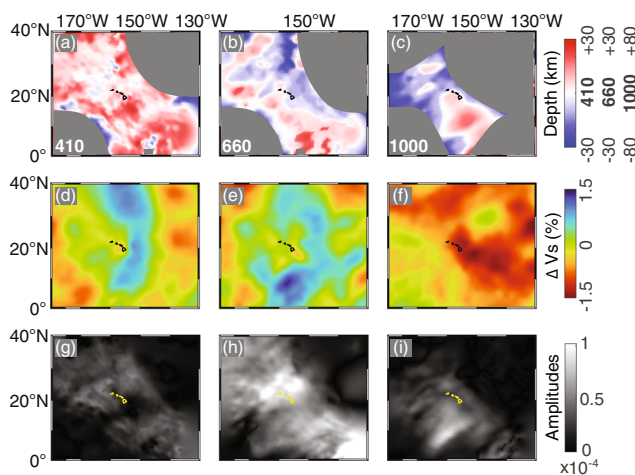 170°W 150°W 130°W
150°W
170°W 150°W 130°W
40°N
20°N
0°
(a)
410
(b)
660
(c)
1000
Depth (km)
+30 +30 +80
410 660 1000
-30 -30 -80
40°N
20°N
0°
(d)
(e)
(f)
Δ Vs (%)
1.5
0
-1.5
40°N
20°N
0°
(g)
(h)
(i)
Amplitudes
1
0.5
0
x10⁻⁴